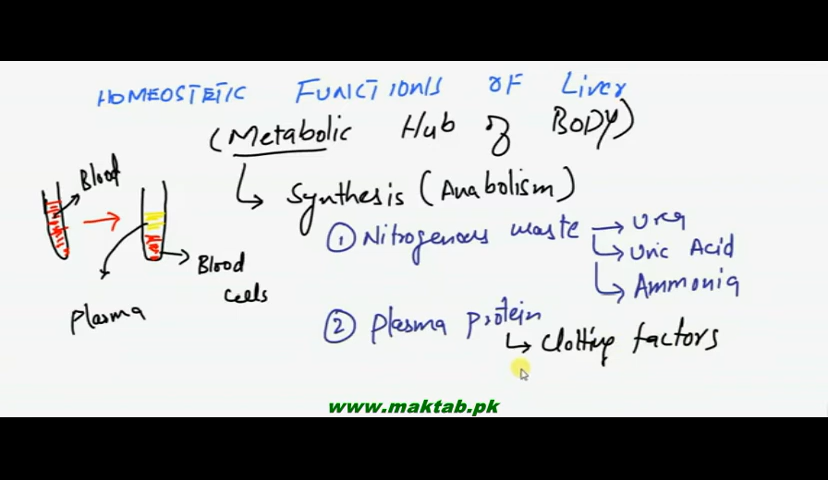 HOMEOSTETIC FUNCTIONS OF Liver
(Metabolic Hub of BODY)
Synthesis (Anabolism)
① Nitrogenous waste → Urea
Uric Acid
Ammonia
Blood
Blood cells
Plasma
② Plasma protein
Clotting factors
www.maktab.pk